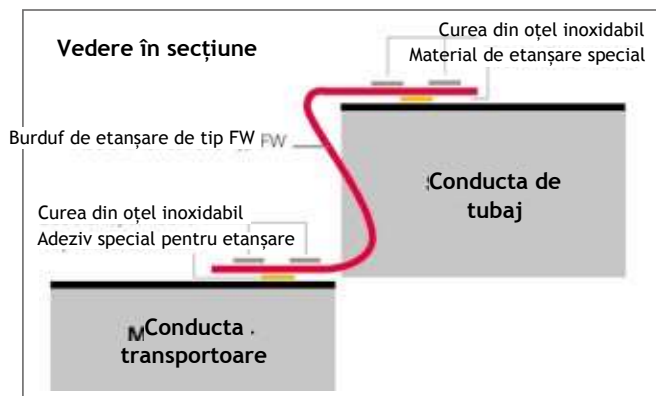 Vedere în secțiune
Curea din oțel inoxidabil
Material de etanșare special
Burduf de etanșare de tip FW FW
Conducta de
tubaj
Curea din oțel inoxidabil
Adeziv special pentru etanșare
Conducta
transportoare